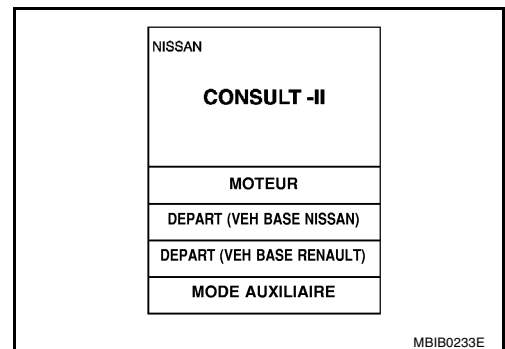 NISSAN
CONSULT -II
MOTEUR
DEPART (VEH BASE NISSAN)
DEPART (VEH BASE RENAULT)
MODE AUXILIAIRE
MBIB0233E